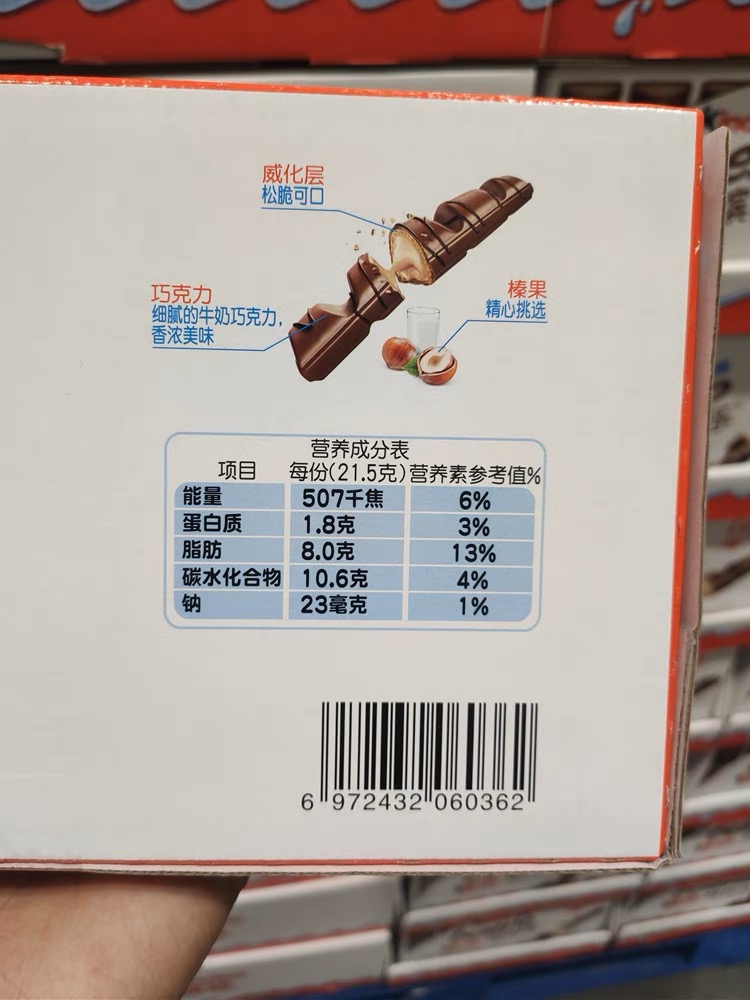 威化层
松脆可口
巧克力
细腻的牛奶巧克力，
香浓美味
榛果
精心挑选
营养成分表
项目 每份(21.5克) 营养素参考值%
能量 507千焦 6%
蛋白质 1.8克 3%
脂肪 8.0克 13%
碳水化合物 10.6克 4%
钠 23毫克 1%
6 972432 060362